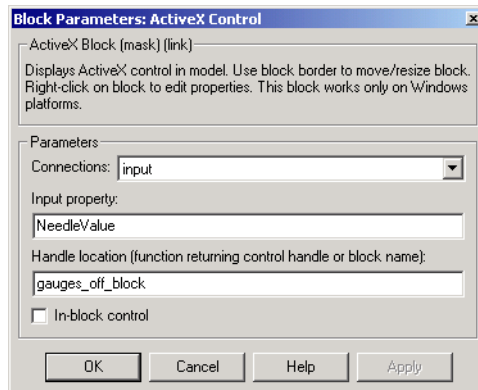 Block Parameters: ActiveX Control
ActiveX Block (mask) (link)
Displays ActiveX control in model. Use block border to move/resize block.
Right-click on block to edit properties. This block works only on Windows
platforms.
Parameters
Connections: input
Input property:
NeedleValue
Handle location (function returning control handle or block name):
gauges_off_block
In-block control
OK Cancel Help Apply